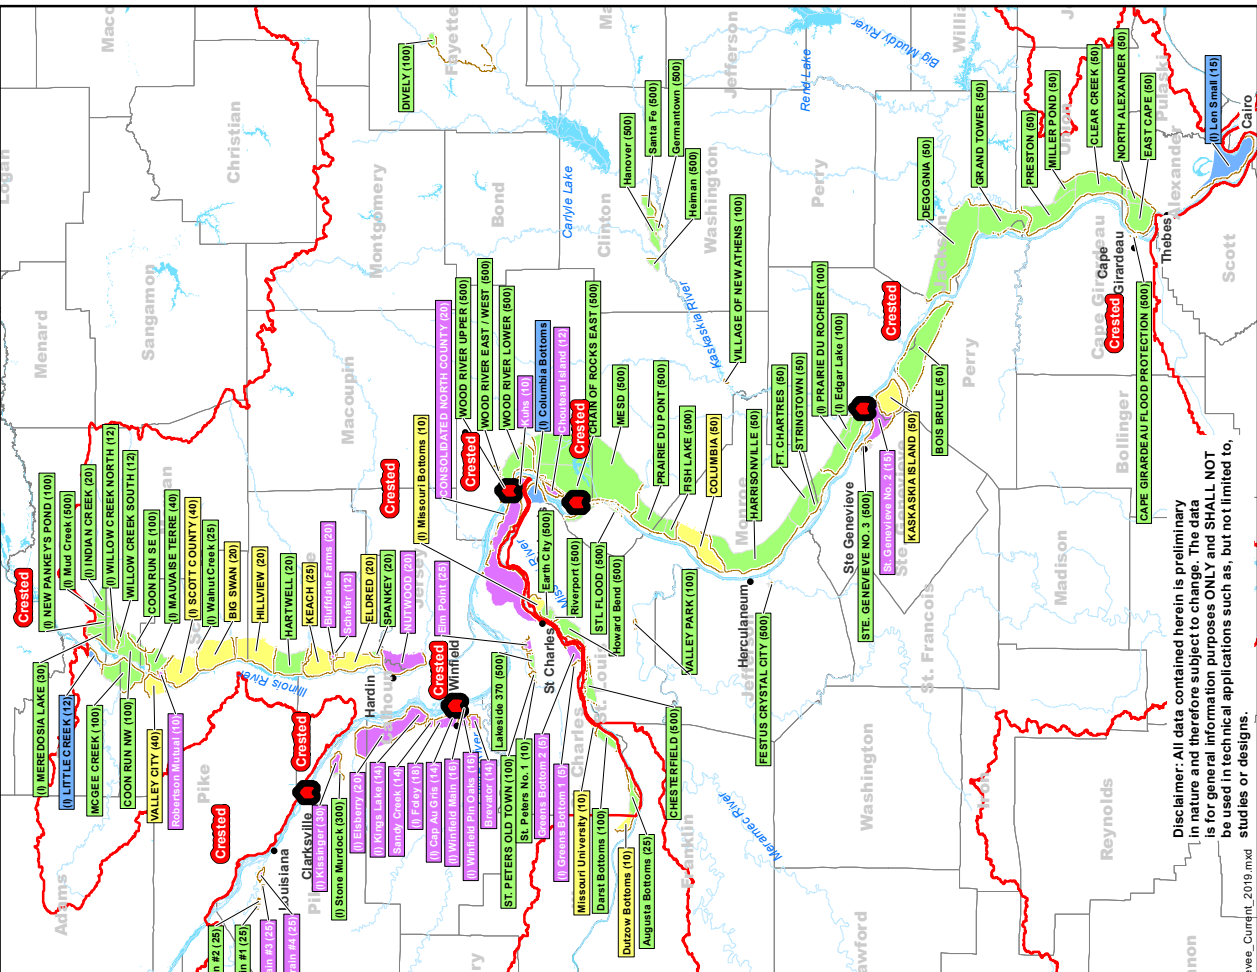 Logan
Menard
Sangamon
Christian
Maco
Macoupin
Montgomery
Bond
Fayette
Clinton
Washington
Jefferson
Perry
Willia
Pulaski
Union
Jackson
Monroe
Jersey
Pike
Adams
St. Francois
Madison
Bollinger
Perry
Cape Girardeau
Scott
Washington
Reynolds
Iron
Franklin
Carlyle Lake
Rend Lake
Big Muddy River
Kaskaskia River
Illinois River
Meramec River
DIVELY (100)
Hanover (500)
Santa Fe (500)
Germantown (500)
Heiman (500)
VILLAGE OF NEW ATHENS (100)
(I) NEW PANKEY'S POND (100)
(I) Mud Creek (500)
(I) INDIAN CREEK (20)
(I) WILLOW CREEK NORTH (12)
WILLOW CREEK SOUTH (12)
COON RUN SE (100)
(I) MAUVAISE TERRE (40)
(I) SCOTT COUNTY (40)
(I) WalnutCreek (25)
BIG SWAN (20)
HILLVIEW (20)
HARTWELL (20)
KEACH (25)
Bluffdale Farms (20)
Schafer (12)
ELDRED (20)
SPANKEY (20)
NUTWOOD (20)
Elm Point (25)
(I) Missouri Bottoms (10)
CONSOLIDATED NORTH COUNTY (20)
WOOD RIVER UPPER (500)
WOOD RIVER EAST / WEST (500)
WOOD RIVER LOWER (500)
Kuhs (10)
(I) Columbia Bottoms
Chouteau Island (12)
CHAIN OF ROCKS EAST (500)
MESD (500)
PRAIRIE DU PONT (500)
FISH LAKE (500)
COLUMBIA (50)
HARRISONVILLE (50)
FT. CHARTRES (50)
STRINGTOWN (50)
(I) PRAIRIE DU ROCHER (100)
(I) Edgar Lake (100)
DEGOGNIA (50)
GRAND TOWER (50)
PRESTON (50)
MILLER POND (50)
CLEAR CREEK (50)
NORTH ALEXANDER (50)
EAST CAPE (50)
(I) Len Small (15)
(I) MEREDOSIA LAKE (30)
(I) LITTLE CREEK (12)
MCGEE CREEK (100)
COON RUN NW (100)
VALLEY CITY (40)
Robertson Mutual (10)
(I) Kissinger (30)
(I) Stone Murdock (300)
(I) Elsberry (20)
(I) Kings Lake (14)
Sandy Creek (14)
(I) Foley (18)
(I) Cap Au Gris (14)
(I) Winfield Main (16)
(I) Winfield Pin Oaks (16)
Brevator (14)
Lakeside 370 (500)
ST. PETERS OLD TOWN (100)
St. Peters No. 1 (10)
Greens Bottom 2 (5)
(I) Greens Bottom 1 (5)
Missouri University (10)
Darst Bottoms (100)
Dutzow Bottoms (10)
Augusta Bottoms (25)
CHESTERFIELD (500)
Earth City (500)
Riverport (500)
STL FLOOD (500)
Howard Bend (500)
VALLEY PARK (100)
FESTUS CRYSTAL CITY (500)
STE. GENEVIEVE NO. 3 (500)
St. Genevieve No. 2 (15)
KASKASKIA ISLAND (50)
BOIS BRULE (50)
CAPE GIRARDEAU FLOOD PROTECTION (500)
Crested
Crested
Crested
Crested
Crested
Crested
Crested
Crested
Crested
Hardin
Winfield
Clarksville
Louisiana
St Charles
Herculaneum
Ste Genevieve
Cape
Girardeau
Thebes
Cairo
Disclaimer: All data contained herein is preliminary
in nature and therefore subject to change. The data
is for general information purposes ONLY and SHALL NOT
be used in technical applications such as, but not limited to,
studies or designs.
vee_Current_2019.mxd